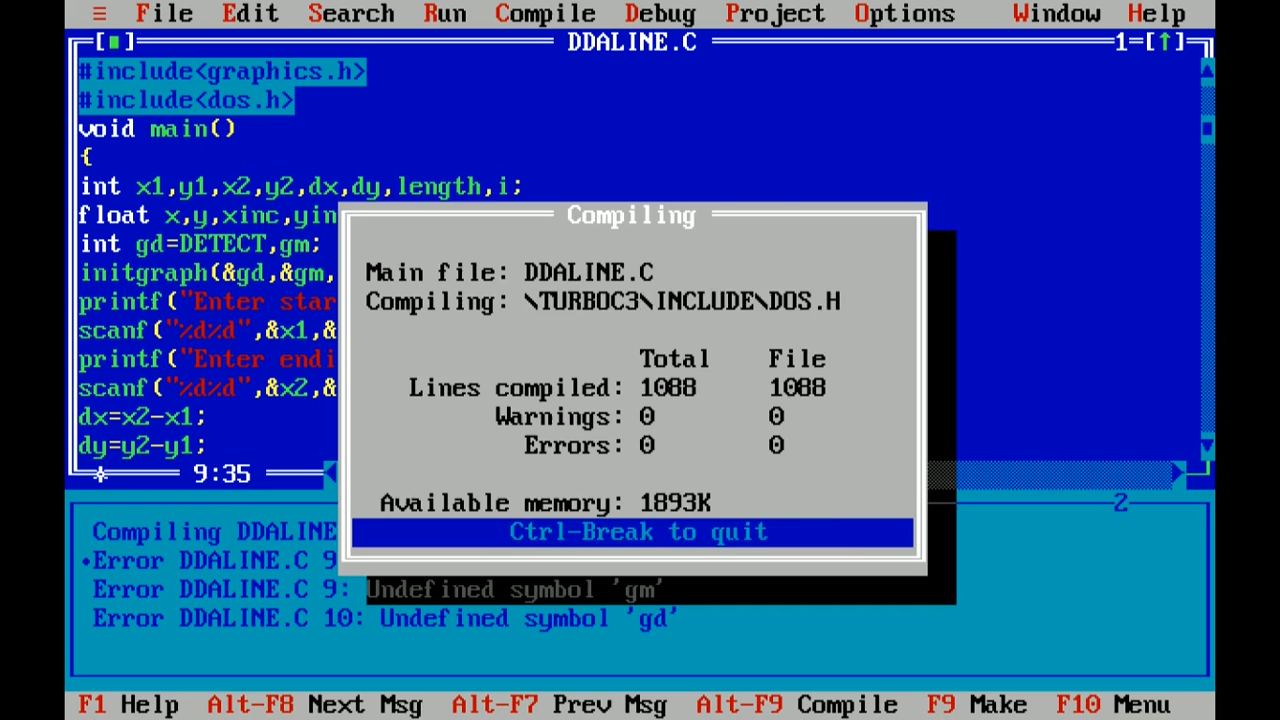 ≡ File Edit Search Run Compile Debug Project Options Window Help
[■] DDALINE.C 1=[↑]
#include<graphics.h>
#include<dos.h>
void main()
{
int x1,y1,x2,y2,dx,dy,length,i;
float x,y,xinc,yin
int gd=DETECT,gm;
initgraph(&gd,&gm,
printf("Enter star
scanf("%d%d",&x1,&
printf("Enter endi
scanf("%d%d",&x2,&
dx=x2-x1;
dy=y2-y1;
9:35
Compiling
Main file: DDALINE.C
Compiling: \TURBOC3\INCLUDE\DOS.H
Total File
Lines compiled: 1088 1088
Warnings: 0 0
Errors: 0 0
Available memory: 1893K
Ctrl-Break to quit
2
Compiling DDALINE
•Error DDALINE.C 9
Error DDALINE.C 9: Undefined symbol 'gm'
Error DDALINE.C 10: Undefined symbol 'gd'
F1 Help Alt-F8 Next Msg Alt-F7 Prev Msg Alt-F9 Compile F9 Make F10 Menu